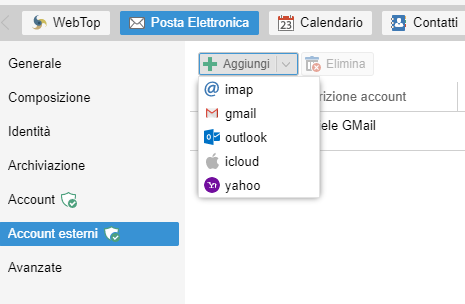 WebTop
Posta Elettronica
23
Calendario
Contatti
Generale
Composizione
Identità
Archiviazione
Account
Account esterni
Avanzate
Aggiungi
Elimina
rizione account
ele GMail
@ imap
gmail
outlook
icloud
yahoo